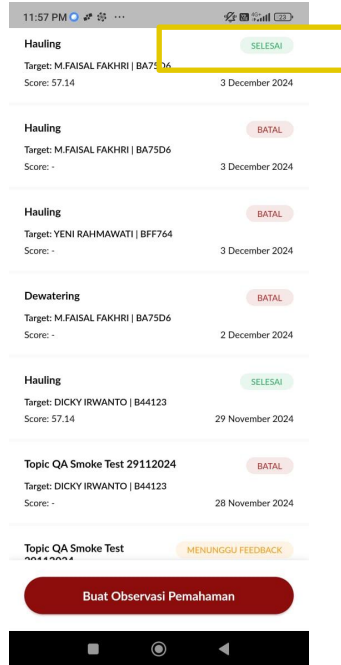 11:57 PM
23
Hauling
SELESAI
Target: M.FAISAL FAKHRI | BA75D6
Score: 57.14
3 December 2024
Hauling
BATAL
Target: M.FAISAL FAKHRI | BA75D6
Score: -
3 December 2024
Hauling
BATAL
Target: YENI RAHMAWATI | BFF764
Score: -
3 December 2024
Dewatering
BATAL
Target: M.FAISAL FAKHRI | BA75D6
Score: -
2 December 2024
Hauling
SELESAI
Target: DICKY IRWANTO | B44123
Score: 57.14
29 November 2024
Topic QA Smoke Test 29112024
BATAL
Target: DICKY IRWANTO | B44123
Score: -
28 November 2024
Topic QA Smoke Test
MENUNGGU FEEDBACK
Buat Observasi Pemahaman